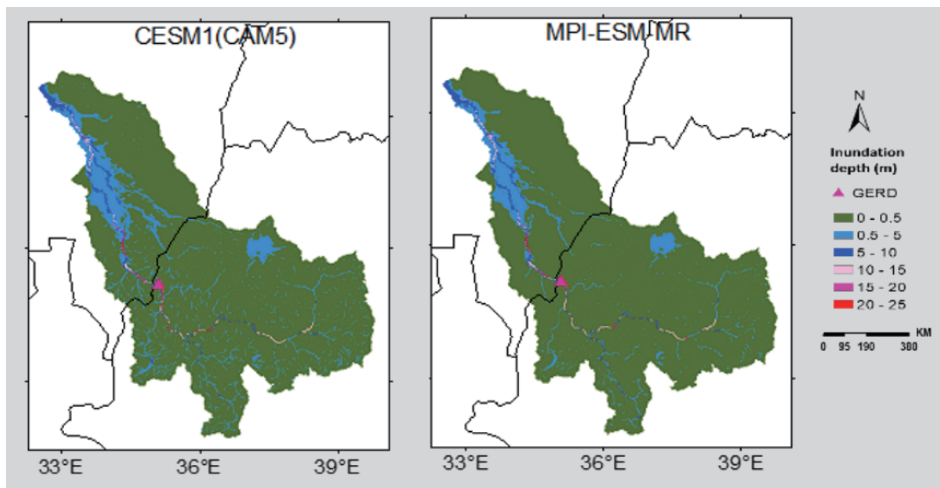 CESM1(CAM5)
MPI-ESM-MR
N
Inundation
depth (m)
GERD
0 - 0.5
0.5 - 5
5 - 10
10 - 15
15 - 20
20 - 25
KM
0 95 190 380
33°E 36°E 39°E
33°E 36°E 39°E